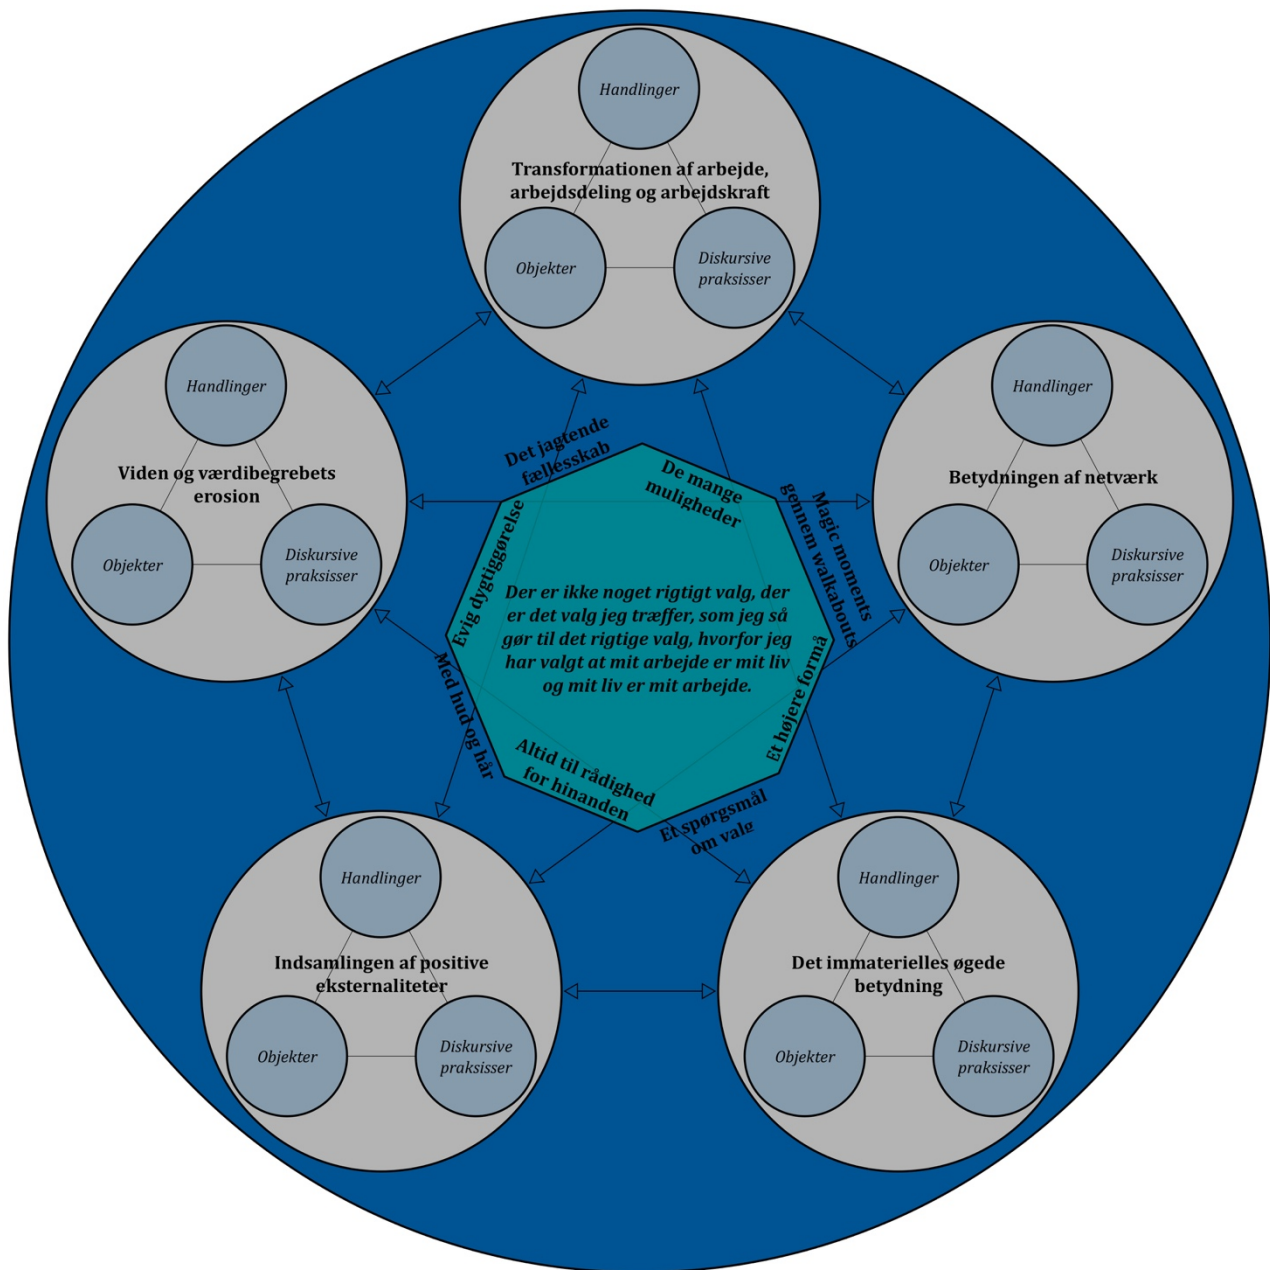 Handlinger
Transformationen af arbejde,
arbejdsdeling og arbejdskraft
Objekter
Diskursive
praksisser
Handlinger
Viden og værdibegrebets
erosion
Objekter
Diskursive
praksisser
Handlinger
Betydningen af netværk
Objekter
Diskursive
praksisser
Det jagtende
fællesskab
De mange
muligheder
Magic moments
gennem walkabouts
Evig dygtiggørelse
Der er ikke noget rigtigt valg, der
er det valg jeg træffer, som jeg så
gør til det rigtige valg, hvorfor jeg
har valgt at mit arbejde er mit liv
og mit liv er mit arbejde.
Et højere formå
Med hud og hår
Altid til rådighed
for hinanden
Et spørgsmål
om valg
Handlinger
Indsamlingen af positive
eksternaliteter
Objekter
Diskursive
praksisser
Handlinger
Det immaterielles øgede
betydning
Objekter
Diskursive
praksisser